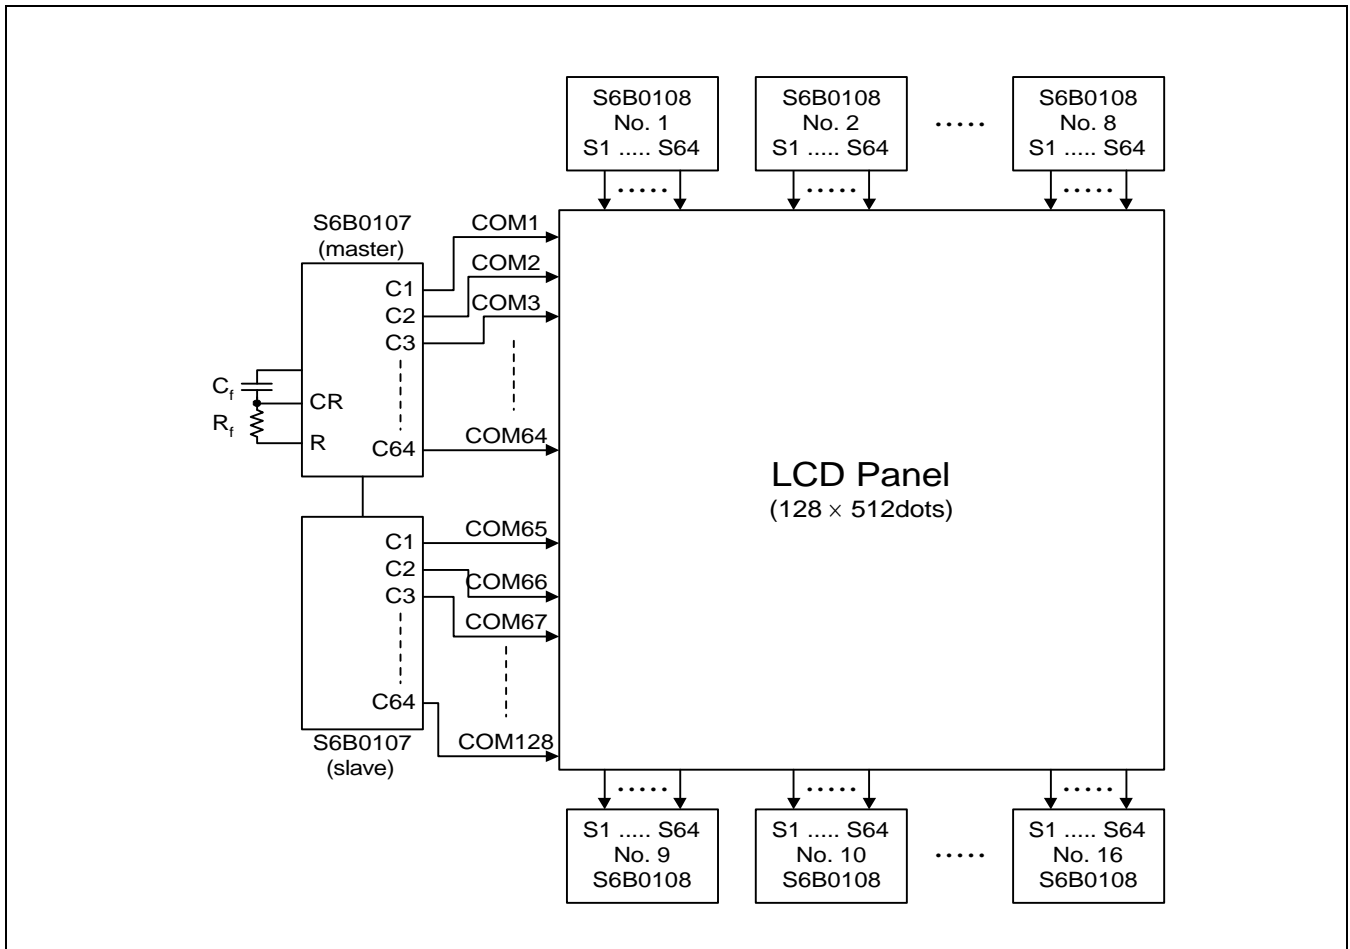 S6B0108
No. 1
S1 ..... S64
S6B0108
No. 2
S1 ..... S64
.....
S6B0108
No. 8
S1 ..... S64
.....
.....
.....
S6B0107
(master)
C1
C2
C3
C64
CR
R
Cf
Rf
COM1
COM2
COM3
COM64
LCD Panel
(128 × 512dots)
C1
C2
C3
C64
S6B0107
(slave)
COM65
COM66
COM67
COM128
.....
.....
.....
S1 ..... S64
No. 9
S6B0108
S1 ..... S64
No. 10
S6B0108
.....
S1 ..... S64
No. 16
S6B0108